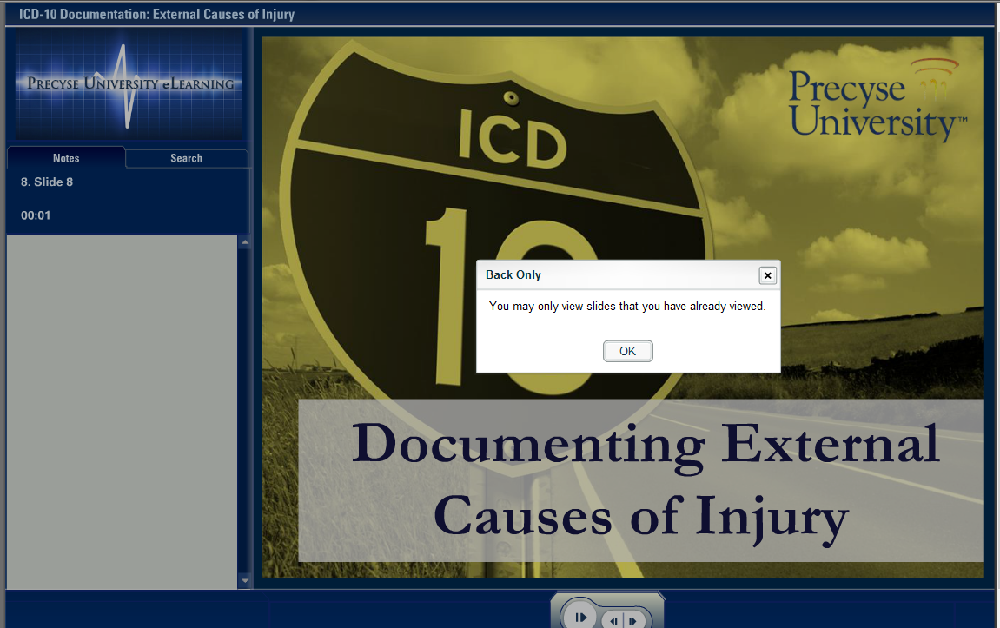 ICD-10 Documentation: External Causes of Injury
PRECYSE UNIVERSITY eLEARNING
Notes
Search
8. Slide 8
00:01
Precyse
University™
ICD
10
Back Only
You may only view slides that you have already viewed.
OK
Documenting External
Causes of Injury